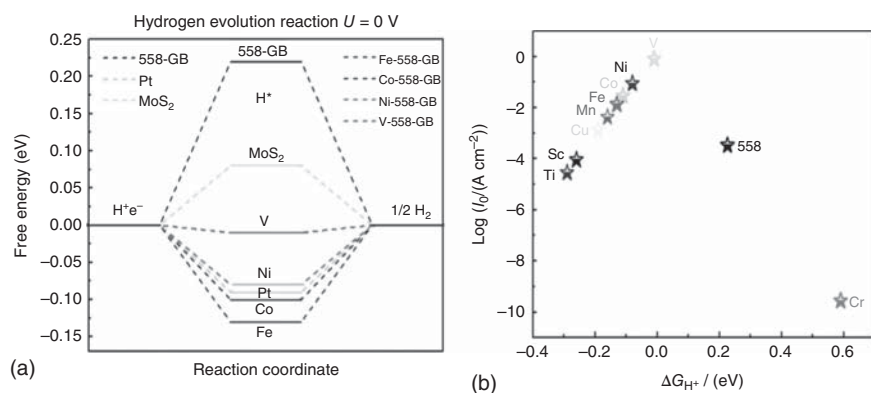 Hydrogen evolution reaction U = 0 V
0.25
0.20
0.15
0.10
0.05
0.00
−0.05
−0.10
−0.15
Free energy (eV)
558-GB
Pt
MoS₂
558-GB
Fe-558-GB
Co-558-GB
Ni-558-GB
V-558-GB
H*
MoS₂
H⁺e⁻
V
1/2 H₂
Ni
Pt
Co
Fe
(a)
Reaction coordinate
0
−2
−4
−6
−8
−10
Log (I₀/(A cm⁻²))
V
Ni
Co
Fe
Mn
Cu
Sc
Ti
558
Cr
−0.4
−0.2
0.0
0.2
0.4
0.6
(b)
ΔG_H⁺ / (eV)